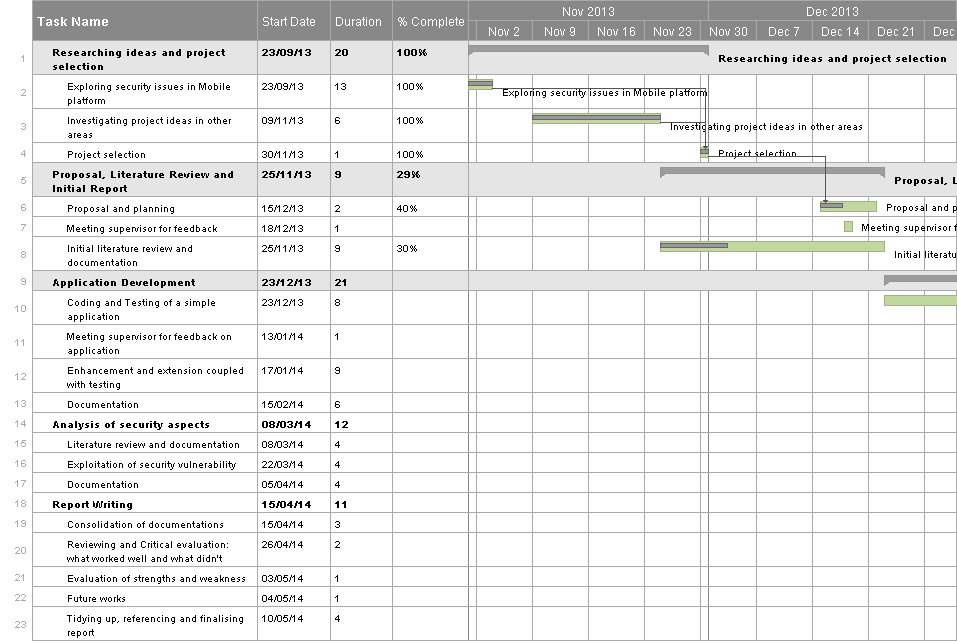 Nov 2013 Dec 2013
Task Name Start Date Duration % Complete
Nov 2 Nov 9 Nov 16 Nov 23 Nov 30 Dec 7 Dec 14 Dec 21 Dec
1 Researching ideas and project 23/09/13 20 100%
selection
Researching ideas and project selection
2 Exploring security issues in Mobile 23/09/13 13 100%
platform
Exploring security issues in Mobile platform
3 Investigating project ideas in other 09/11/13 6 100%
areas
Investigating project ideas in other areas
4 Project selection 30/11/13 1 100% Project selection
5 Proposal, Literature Review and 25/11/13 9 29%
Initial Report
Proposal, L
6 Proposal and planning 15/12/13 2 40% Proposal and p
7 Meeting supervisor for feedback 18/12/13 1 Meeting supervisor f
8 Initial literature review and 25/11/13 9 30%
documentation
Initial literatu
9 Application Development 23/12/13 21
10 Coding and Testing of a simple 23/12/13 8
application
11 Meeting supervisor for feedback on 13/01/14 1
application
12 Enhancement and extension coupled 17/01/14 9
with testing
13 Documentation 15/02/14 6
14 Analysis of security aspects 08/03/14 12
15 Literature review and documentation 08/03/14 4
16 Exploitation of security vulnerability 22/03/14 4
17 Documentation 05/04/14 4
18 Report Writing 15/04/14 11
19 Consolidation of documentations 15/04/14 3
20 Reviewing and Critical evaluation: 26/04/14 2
what worked well and what didn't
21 Evaluation of strengths and weakness 03/05/14 1
22 Future works 04/05/14 1
23 Tidying up, referencing and finalising 10/05/14 4
report